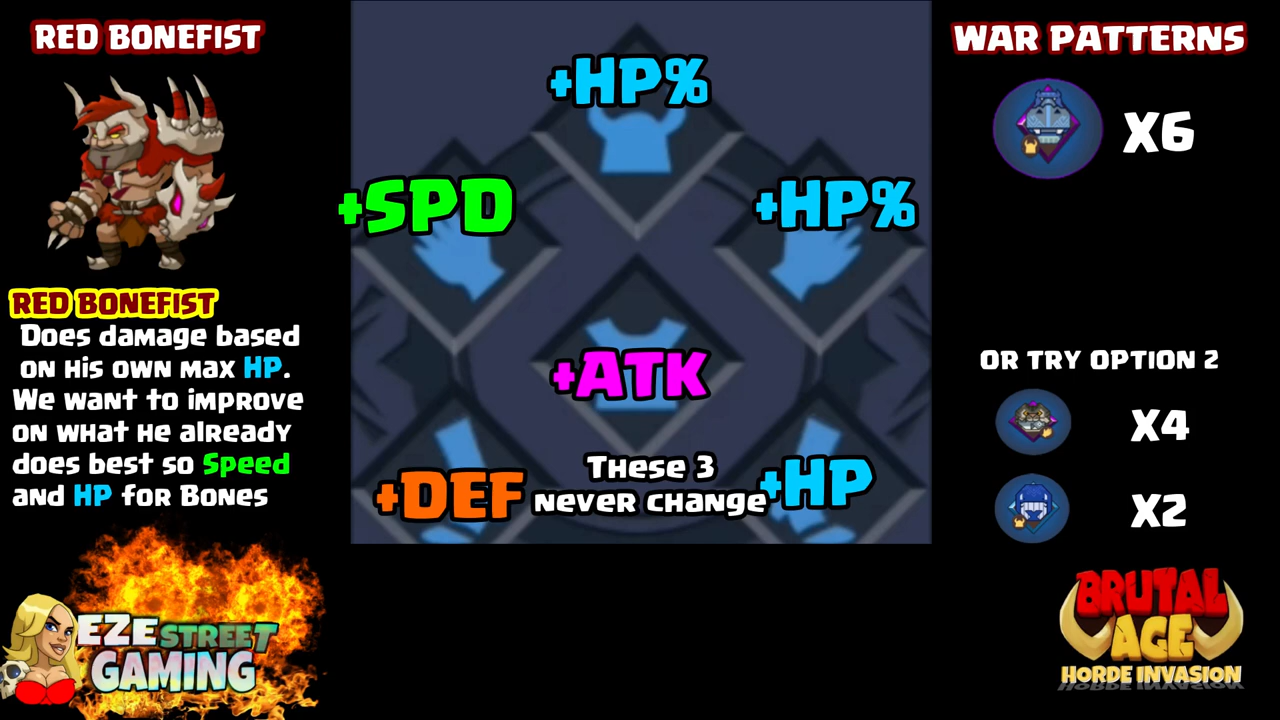 RED BONEFIST
WAR PATTERNS
+HP%
X6
+SPD
+HP%
RED BONEFIST
Does damage based
on his own max HP.
We want to improve
on what he already
does best so Speed
and HP for Bones
+ATK
These 3
never change
+DEF
+HP
OR TRY OPTION 2
X4
X2
EZE STREET
GAMING
BRUTAL
AGE
HORDE INVASION